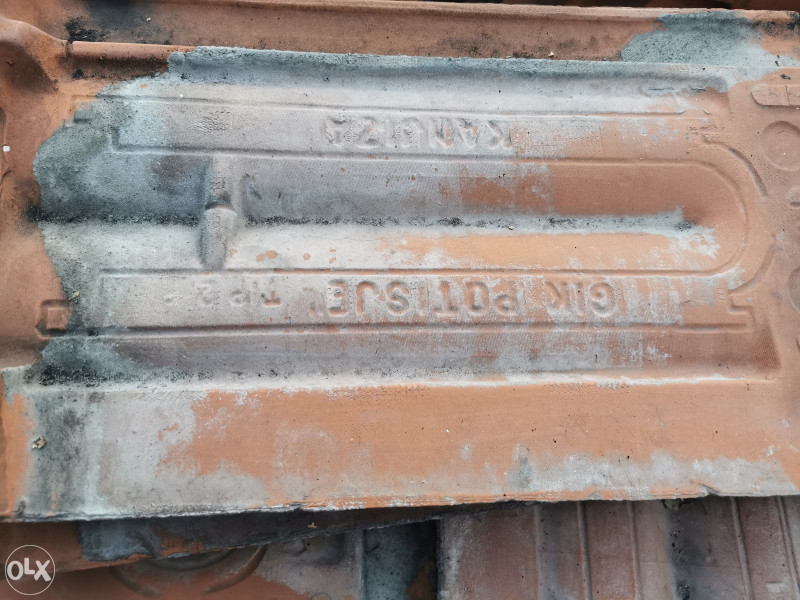 GIK POTISJE TIP 2
KANJIZA
OLX